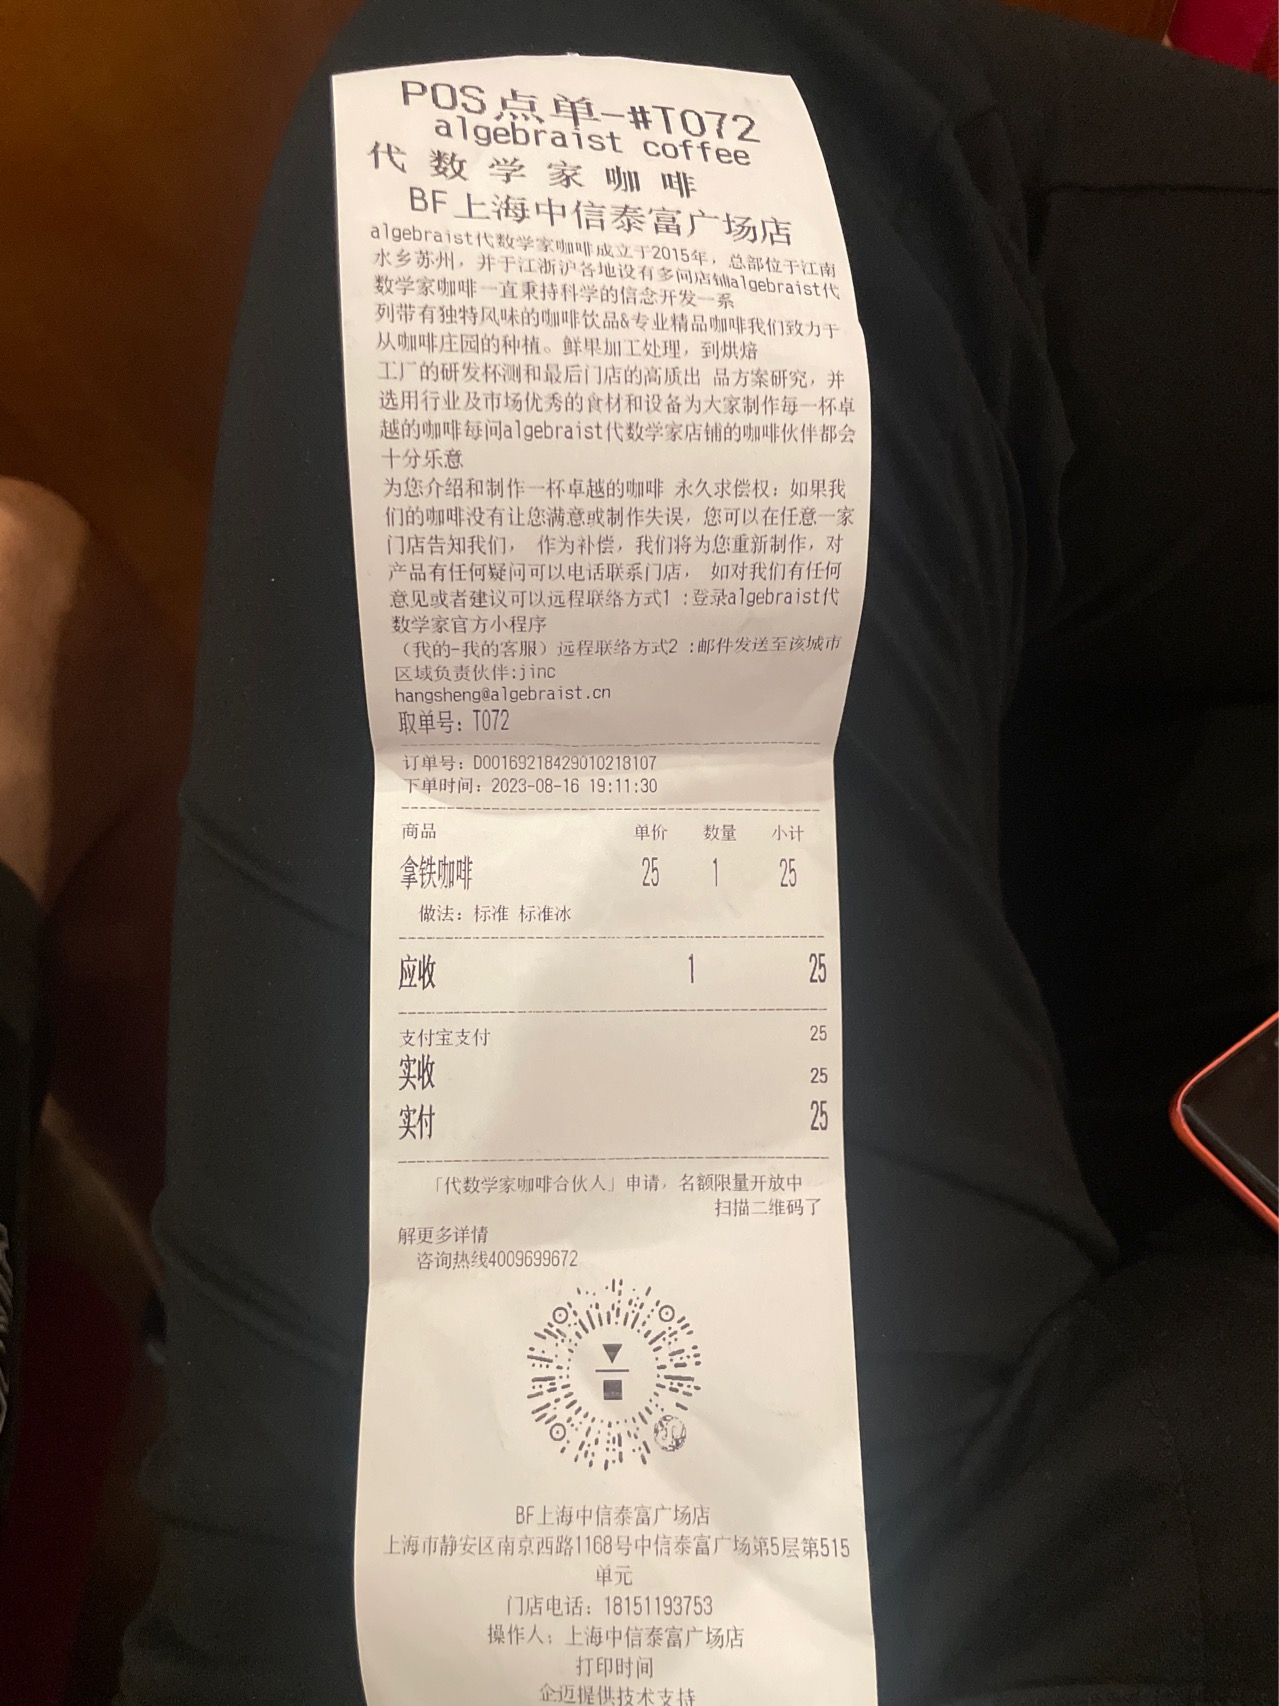 POS点单-#T072
algebraist coffee
代数学家咖啡
BF上海中信泰富广场店
algebraist代数学家咖啡成立于2015年，总部位于江南
水乡苏州，并于江浙沪各地设有多间店铺algebraist代
数学家咖啡一直秉持科学的信念开发一系
列带有独特风味的咖啡饮品&专业精品咖啡我们致力于
从咖啡庄园的种植。鲜果加工处理，到烘焙
工厂的研发杯测和最后门店的高质出 品方案研究，并
选用行业及市场优秀的食材和设备为大家制作每一杯卓
越的咖啡每间algebraist代数学家店铺的咖啡伙伴都会
十分乐意
为您介绍和制作一杯卓越的咖啡 永久求偿权：如果我
们的咖啡没有让您满意或制作失误，您可以在任意一家
门店告知我们， 作为补偿，我们将为您重新制作，对
产品有任何疑问可以电话联系门店， 如对我们有任何
意见或者建议可以远程联络方式1 :登录algebraist代
数学家官方小程序
（我的-我的客服）远程联络方式2 :邮件发送至该城市
区域负责伙伴:jinc
hangsheng@algebraist.cn
取单号：T072
订单号：D00169218429010218107
下单时间：2023-08-16 19:11:30
商品 单价 数量 小计
拿铁咖啡 25 1 25
做法：标准 标准冰
应收 1 25
支付宝支付 25
实收 25
实付 25
「代数学家咖啡合伙人」申请，名额限量开放中
扫描二维码了
解更多详情
咨询热线4009699672
BF上海中信泰富广场店
上海市静安区南京西路1168号中信泰富广场第5层第515
单元
门店电话：18151193753
操作人：上海中信泰富广场店
打印时间
企迈提供技术支持